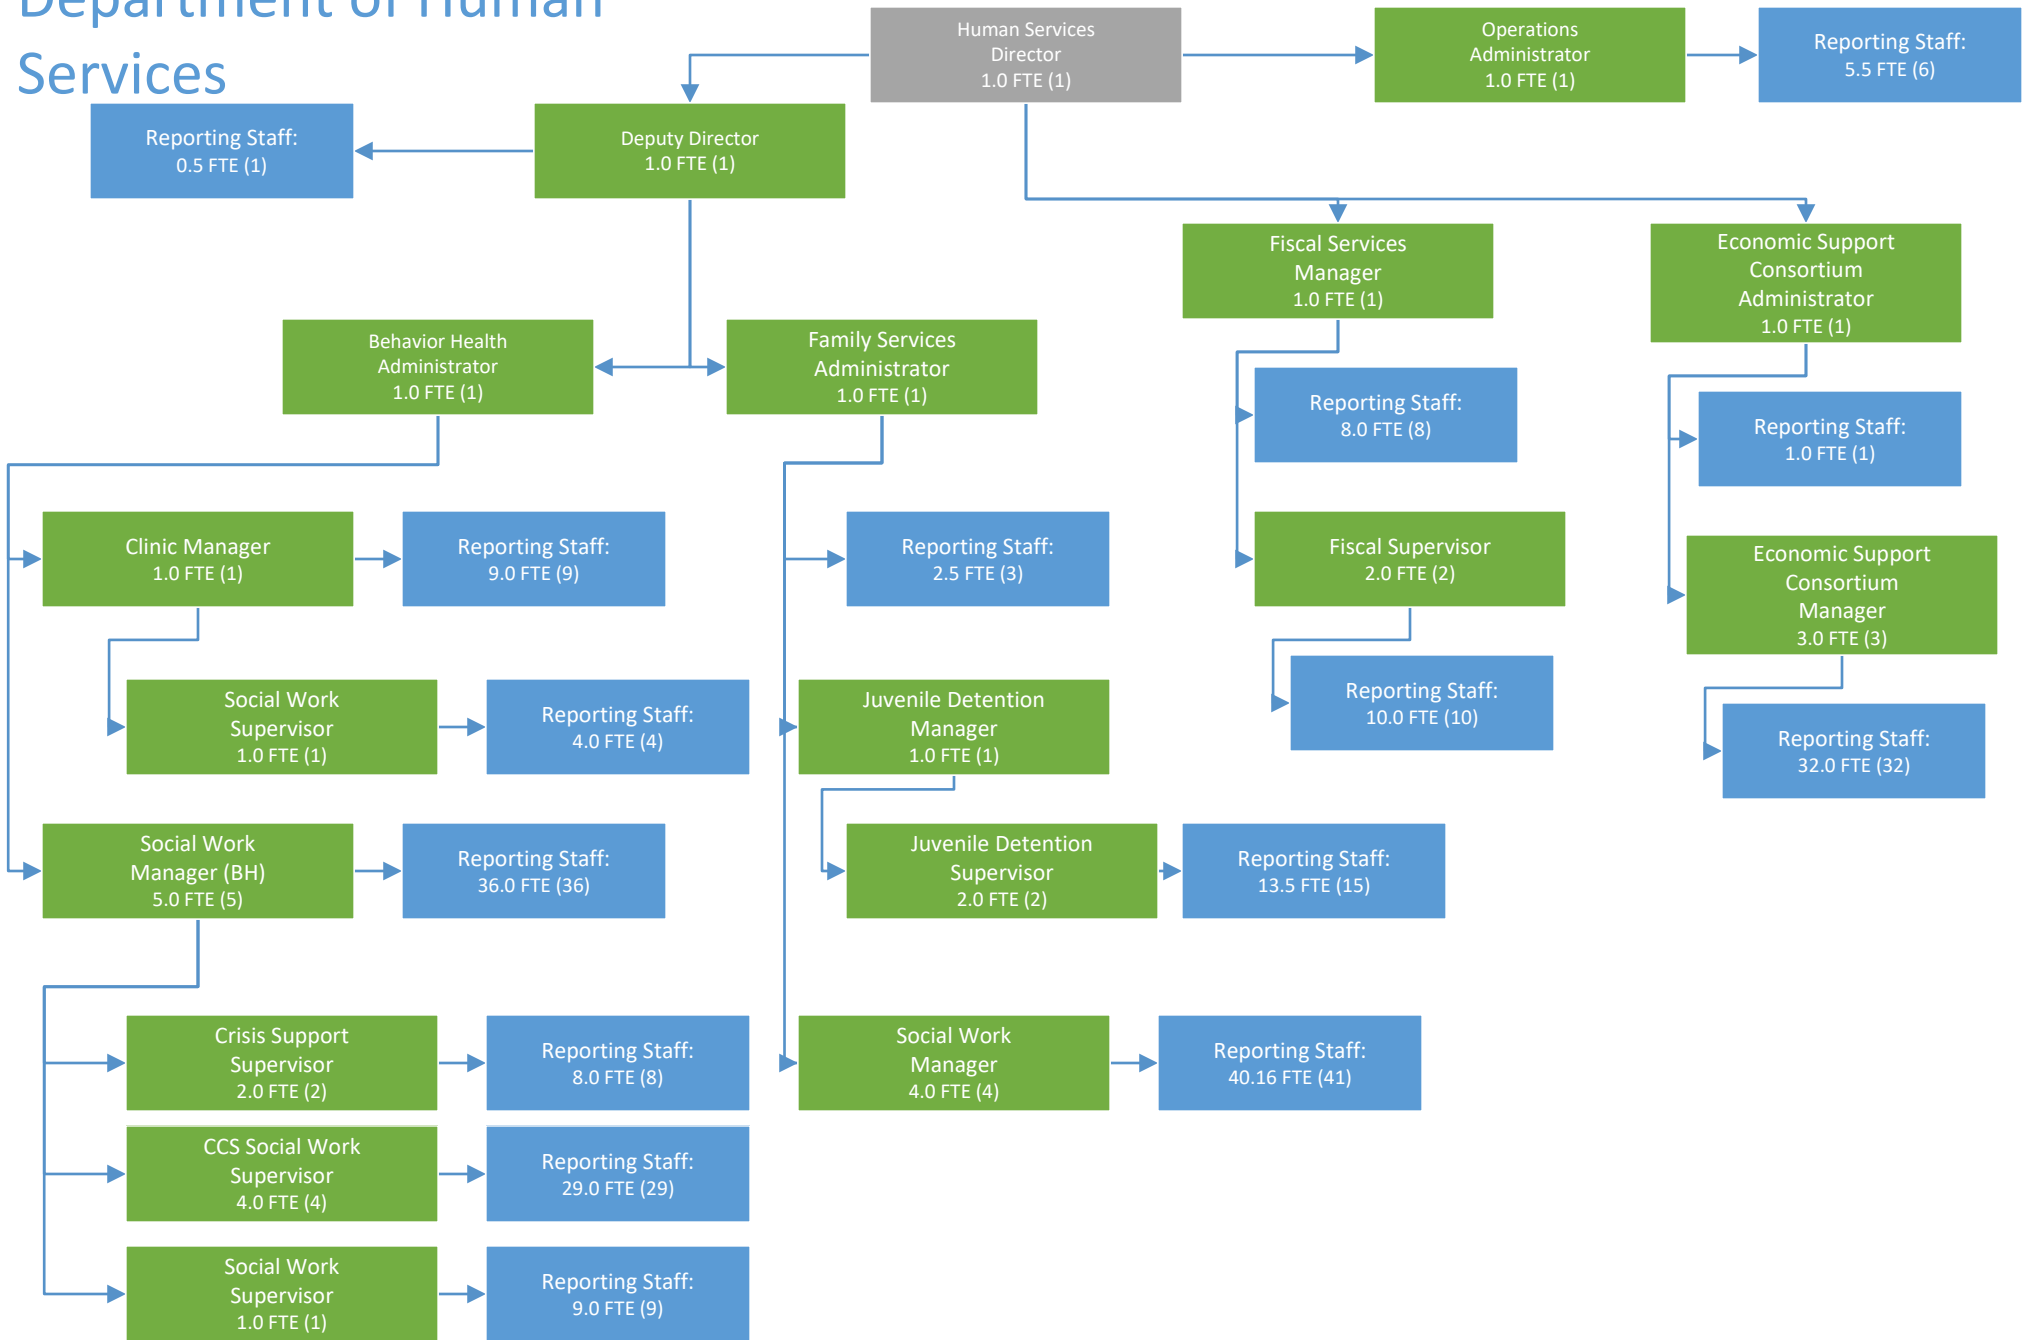 Department of Human
Services
Human Services
Director
1.0 FTE (1)
Operations
Administrator
1.0 FTE (1)
Reporting Staff:
5.5 FTE (6)
Reporting Staff:
0.5 FTE (1)
Deputy Director
1.0 FTE (1)
Fiscal Services
Manager
1.0 FTE (1)
Economic Support
Consortium
Administrator
1.0 FTE (1)
Behavior Health
Administrator
1.0 FTE (1)
Family Services
Administrator
1.0 FTE (1)
Reporting Staff:
8.0 FTE (8)
Reporting Staff:
1.0 FTE (1)
Clinic Manager
1.0 FTE (1)
Reporting Staff:
9.0 FTE (9)
Reporting Staff:
2.5 FTE (3)
Fiscal Supervisor
2.0 FTE (2)
Economic Support
Consortium
Manager
3.0 FTE (3)
Social Work
Supervisor
1.0 FTE (1)
Reporting Staff:
4.0 FTE (4)
Juvenile Detention
Manager
1.0 FTE (1)
Reporting Staff:
10.0 FTE (10)
Reporting Staff:
32.0 FTE (32)
Social Work
Manager (BH)
5.0 FTE (5)
Reporting Staff:
36.0 FTE (36)
Juvenile Detention
Supervisor
2.0 FTE (2)
Reporting Staff:
13.5 FTE (15)
Crisis Support
Supervisor
2.0 FTE (2)
Reporting Staff:
8.0 FTE (8)
Social Work
Manager
4.0 FTE (4)
Reporting Staff:
40.16 FTE (41)
CCS Social Work
Supervisor
4.0 FTE (4)
Reporting Staff:
29.0 FTE (29)
Social Work
Supervisor
1.0 FTE (1)
Reporting Staff:
9.0 FTE (9)